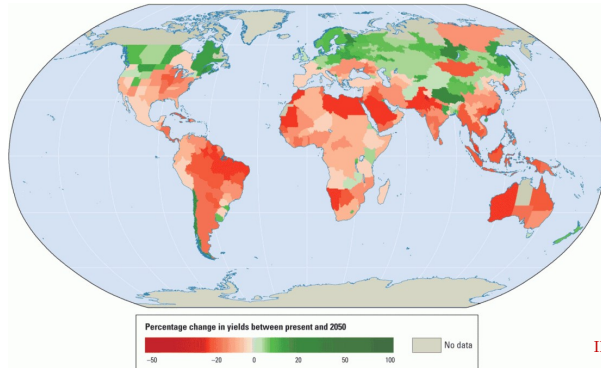 Percentage change in yields between present and 2050
No data
−50 −20 0 20 50 100